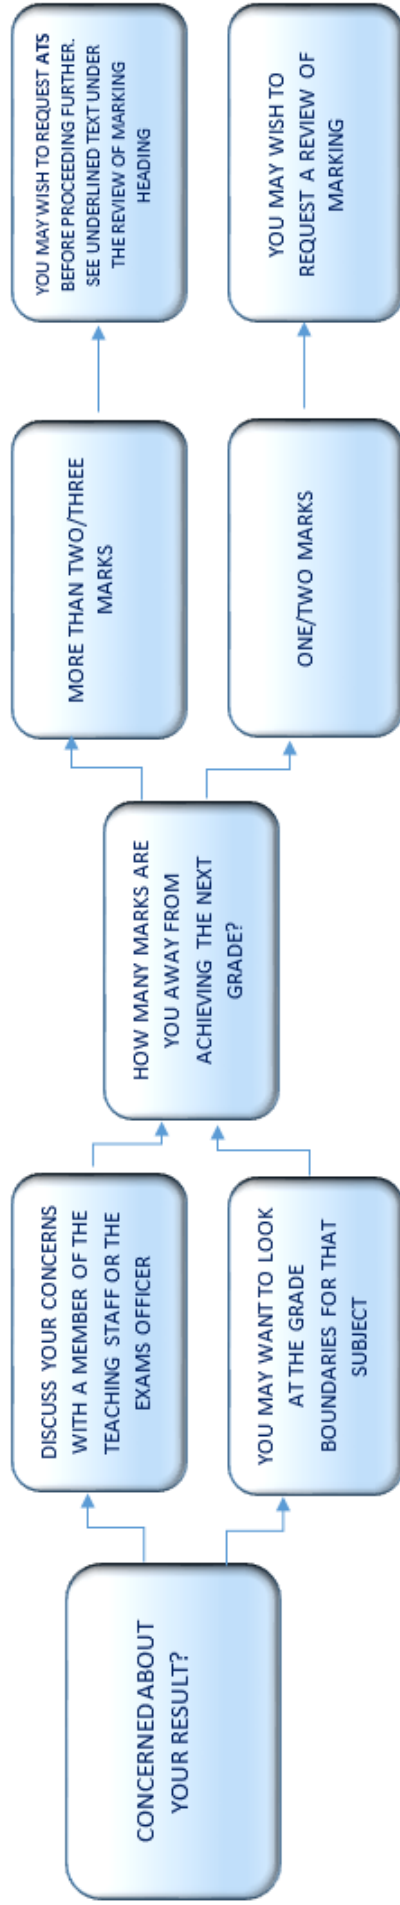 CONCERNED ABOUT
YOUR RESULT?
DISCUSS YOUR CONCERNS
WITH A MEMBER OF THE
TEACHING STAFF OR THE
EXAMS OFFICER
YOU MAY WANT TO LOOK
AT THE GRADE
BOUNDARIES FOR THAT
SUBJECT
HOW MANY MARKS ARE
YOU AWAY FROM
ACHIEVING THE NEXT
GRADE?
MORE THAN TWO/THREE
MARKS
ONE/TWO MARKS
YOU MAY WISH TO REQUEST ATS
BEFORE PROCEEDING FURTHER.
SEE UNDERLINED TEXT UNDER
THE REVIEW OF MARKING
HEADING
YOU MAY WISH TO
REQUEST A REVIEW OF
MARKING